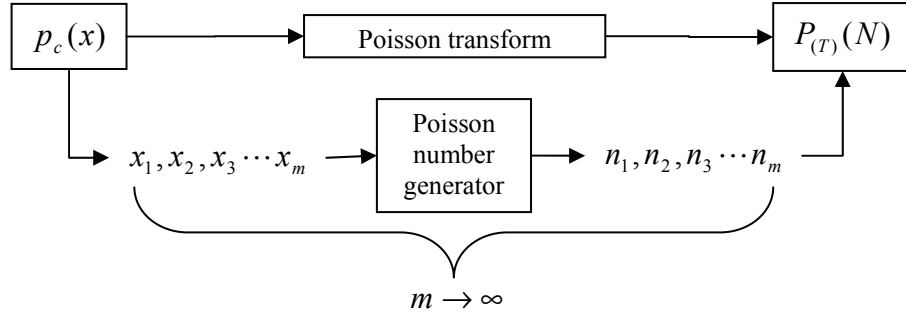 p_c(x)
Poisson transform
P_(T)(N)
x_1, x_2, x_3 ⋯ x_m
Poisson
number
generator
n_1, n_2, n_3 ⋯ n_m
m → ∞